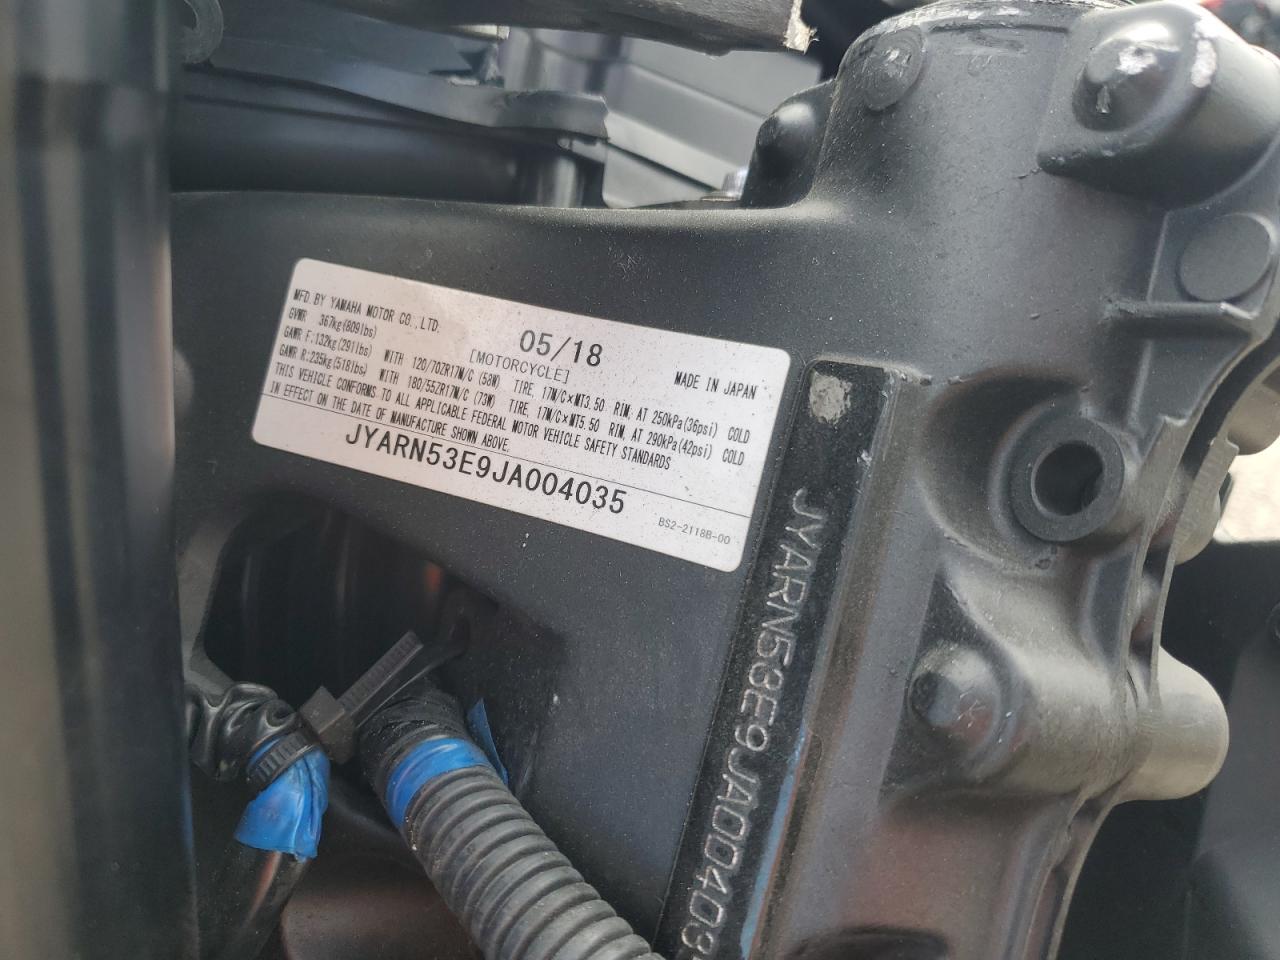 MFD. BY YAMAHA MOTOR CO., LTD. 05/18 MADE IN JAPAN
GVWR 367kg(809lbs) [MOTORCYCLE]
GAWR F:132kg(291lbs) WITH 120/70ZR17M/C (58W) TIRE, 17M/C×MT3.50 RIM, AT 250kPa(36psi) COLD
GAWR R:235kg(518lbs) WITH 180/55ZR17M/C (73W) TIRE, 17M/C×MT5.50 RIM, AT 290kPa(42psi) COLD
THIS VEHICLE CONFORMS TO ALL APPLICABLE FEDERAL MOTOR VEHICLE SAFETY STANDARDS
IN EFFECT ON THE DATE OF MANUFACTURE SHOWN ABOVE.
JYARN53E9JA004035
BS2-2118B-00
JYARN53E9JA00403